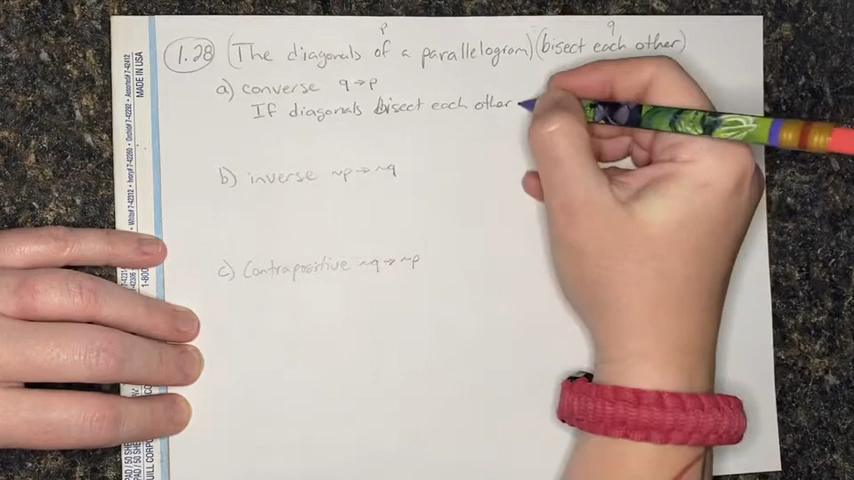 p q
1.28 (The diagonals of a parallelogram)(bisect each other)
a) converse q→p
If diagonals bisect each other
b) inverse ~p→~q
c) Contrapositive ~q→~p
MADE IN USA